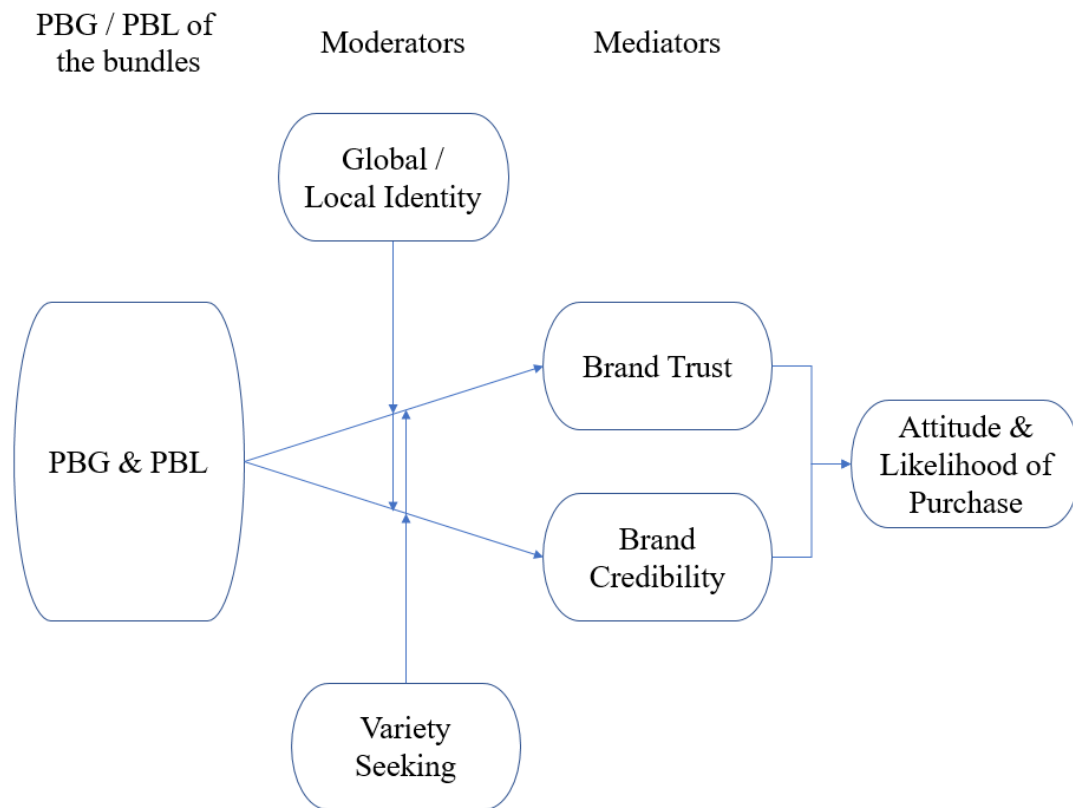 PBG / PBL of
the bundles
Moderators
Mediators
Global /
Local Identity
PBG & PBL
Brand Trust
Brand
Credibility
Attitude &
Likelihood of
Purchase
Variety
Seeking